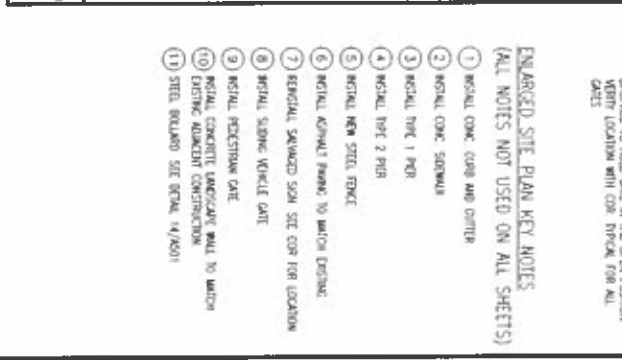 VERIFY LOCATION WITH COR TYPICAL FOR ALL
GATES
ENLARGED SITE PLAN KEY NOTES
(ALL NOTES NOT USED ON ALL SHEETS)
1 INSTALL CONC CURB AND GUTTER
2 INSTALL CONC SIDEWALK
3 INSTALL TYPE 1 PIER
4 INSTALL TYPE 2 PIER
5 INSTALL NEW STEEL FENCE
6 INSTALL ASPHALT PAVING TO MATCH EXISTING
7 REINSTALL SALVAGED SIGN SEE COR FOR LOCATION
8 INSTALL SLIDING VEHICLE GATE
9 INSTALL PEDESTRIAN GATE
10 INSTALL CONCRETE LANDSCAPE WALL TO MATCH
EXISTING ADJACENT CONSTRUCTION
11 STEEL BOLLARD SEE DETAIL 14/A501